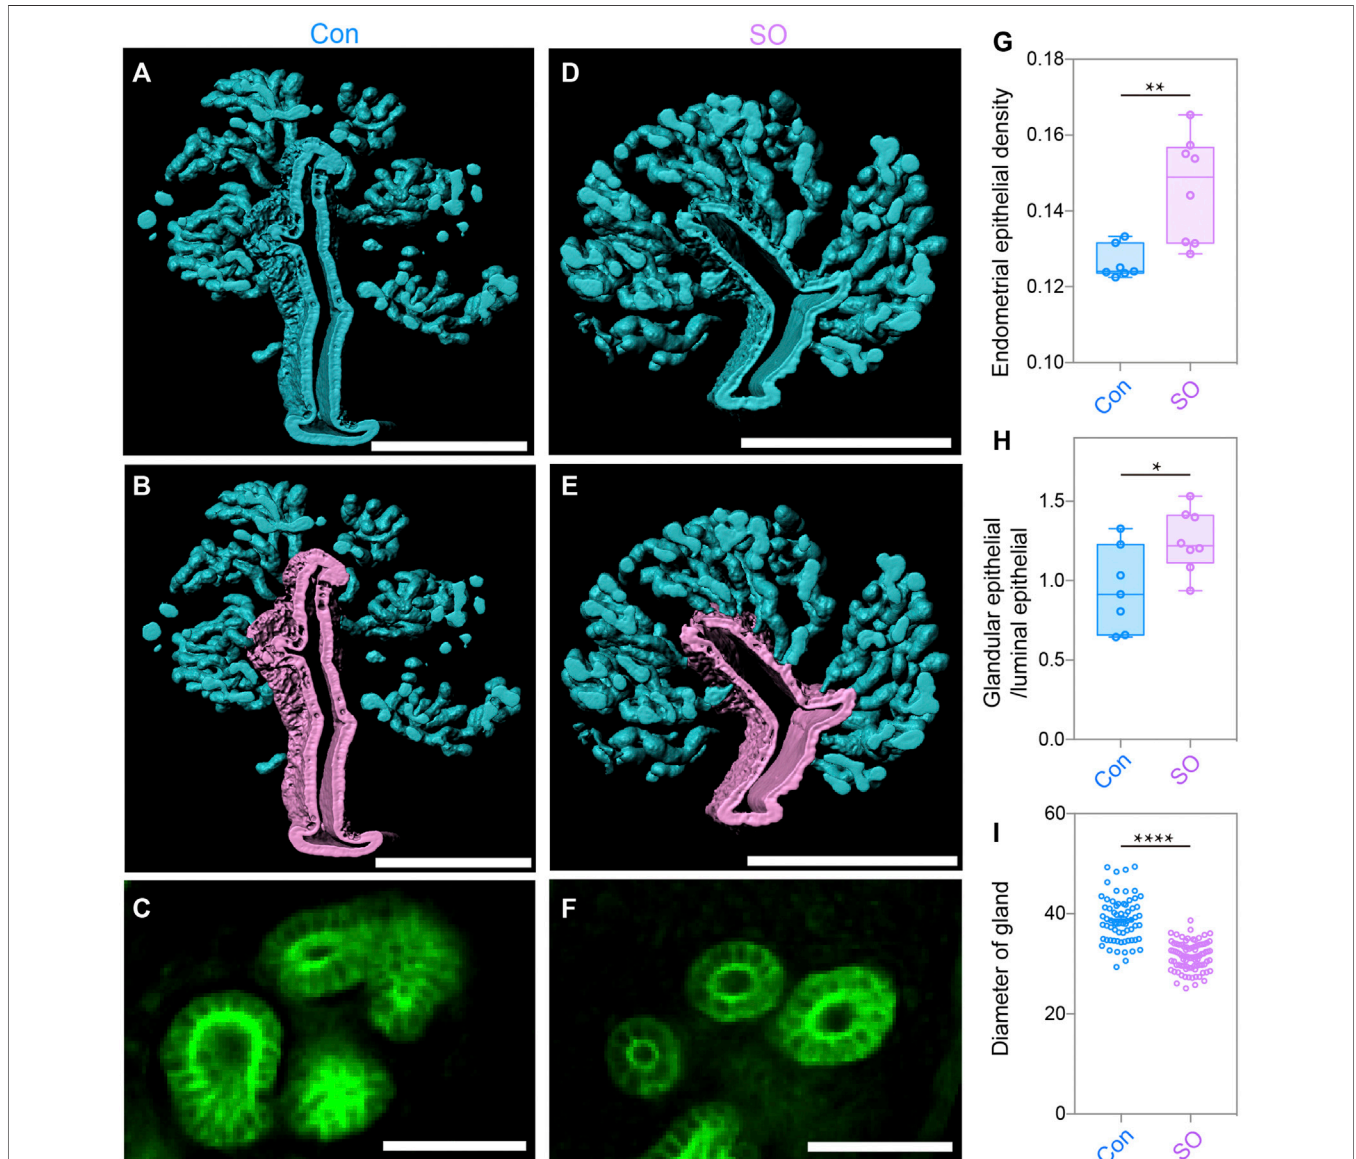 Con
SO
A
D
B
E
C
F
G
Endometrial epithelial density
0.18
0.16
0.14
0.12
0.10
**
Con
SO
H
Glandular epithelial
/luminal epithelial
1.5
1.0
0.5
0.0
*
Con
SO
I
Diameter of gland
60
40
20
0
****
Con
SO